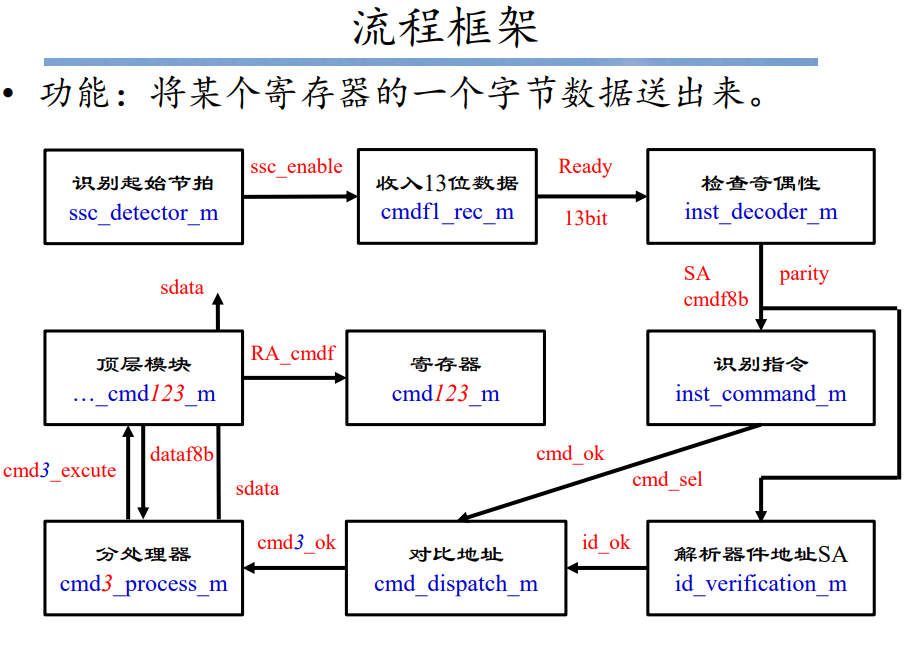 流程框架
• 功能：将某个寄存器的一个字节数据送出来。
识别起始节拍
ssc_detector_m
ssc_enable
收入13位数据
cmdf1_rec_m
Ready
13bit
检查奇偶性
inst_decoder_m
SA
cmdf8b
parity
sdata
顶层模块
…_cmd123_m
RA_cmdf
寄存器
cmd123_m
识别指令
inst_command_m
cmd3_excute
dataf8b
sdata
cmd_ok
cmd_sel
分处理器
cmd3_process_m
cmd3_ok
对比地址
cmd_dispatch_m
id_ok
解析器件地址SA
id_verification_m